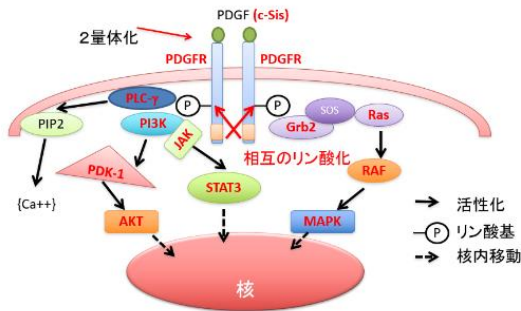 PDGF (c-Sis)
２量体化
PDGFR
PDGFR
PLC-γ
P
P
SOS
Ras
PIP2
PI3K
Grb2
JAK
相互のリン酸化
PDK-1
STAT3
RAF
{Ca++}
AKT
MAPK
活性化
P リン酸基
核内移動
核